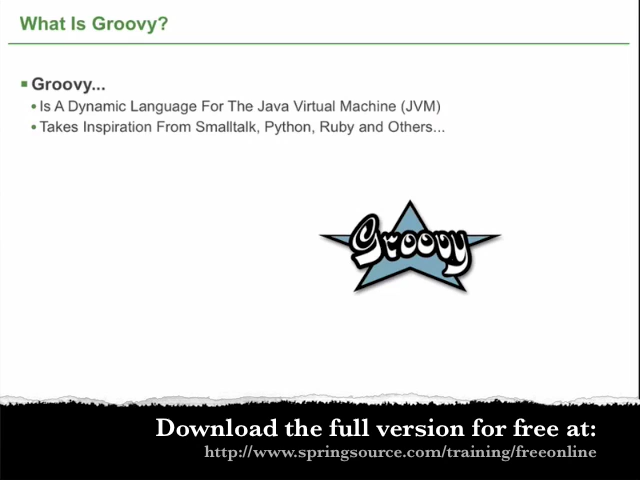 What Is Groovy?
Groovy...
Is A Dynamic Language For The Java Virtual Machine (JVM)
Takes Inspiration From Smalltalk, Python, Ruby and Others...
Groovy
Download the full version for free at:
http://www.springsource.com/training/freeonline